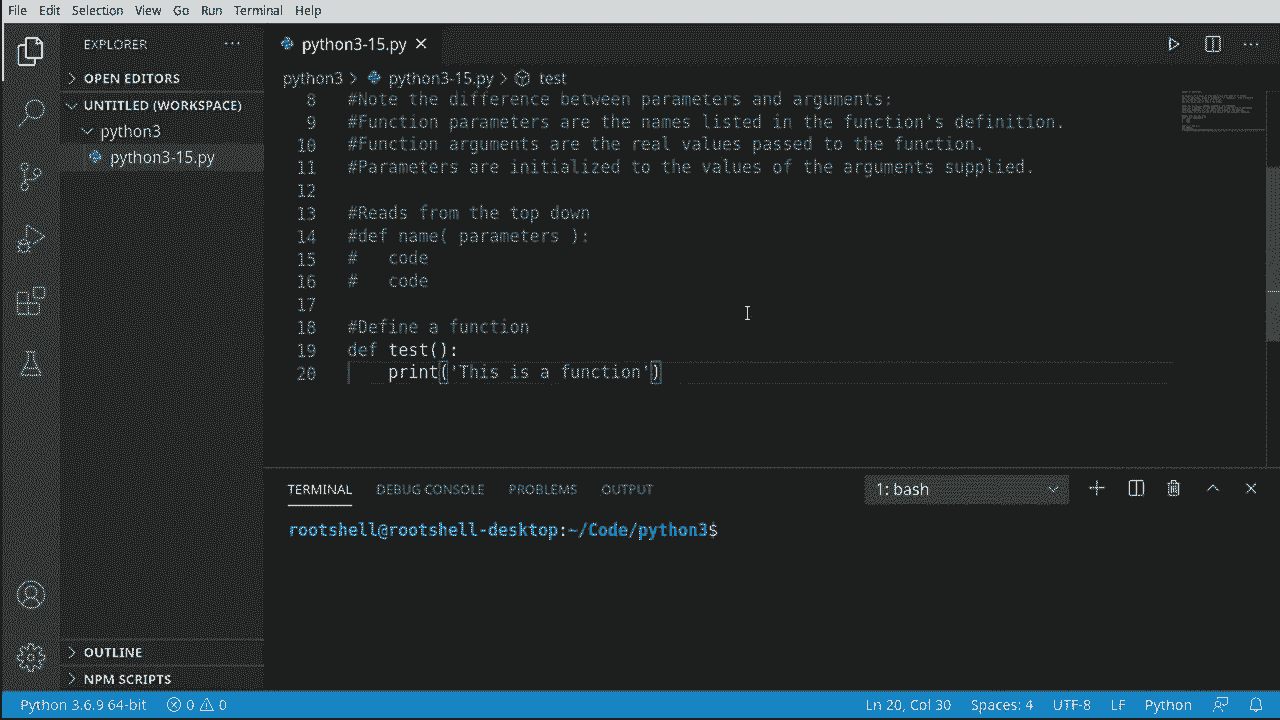 File Edit Selection View Go Run Terminal Help
EXPLORER
OPEN EDITORS
UNTITLED (WORKSPACE)
python3
python3-15.py
OUTLINE
NPM SCRIPTS
python3-15.py
python3 > python3-15.py > test
8 #Note the difference between parameters and arguments:
9 #Function parameters are the names listed in the function's definition.
10 #Function arguments are the real values passed to the function.
11 #Parameters are initialized to the values of the arguments supplied.
12
13 #Reads from the top down
14 #def name( parameters ):
15 #   code
16 #   code
17
18 #Define a function
19 def test():
20     print('This is a function')
TERMINAL DEBUG CONSOLE PROBLEMS OUTPUT 1: bash
rootshell@rootshell-desktop:~/Code/python3$
Python 3.6.9 64-bit 0 0 Ln 20, Col 30 Spaces: 4 UTF-8 LF Python